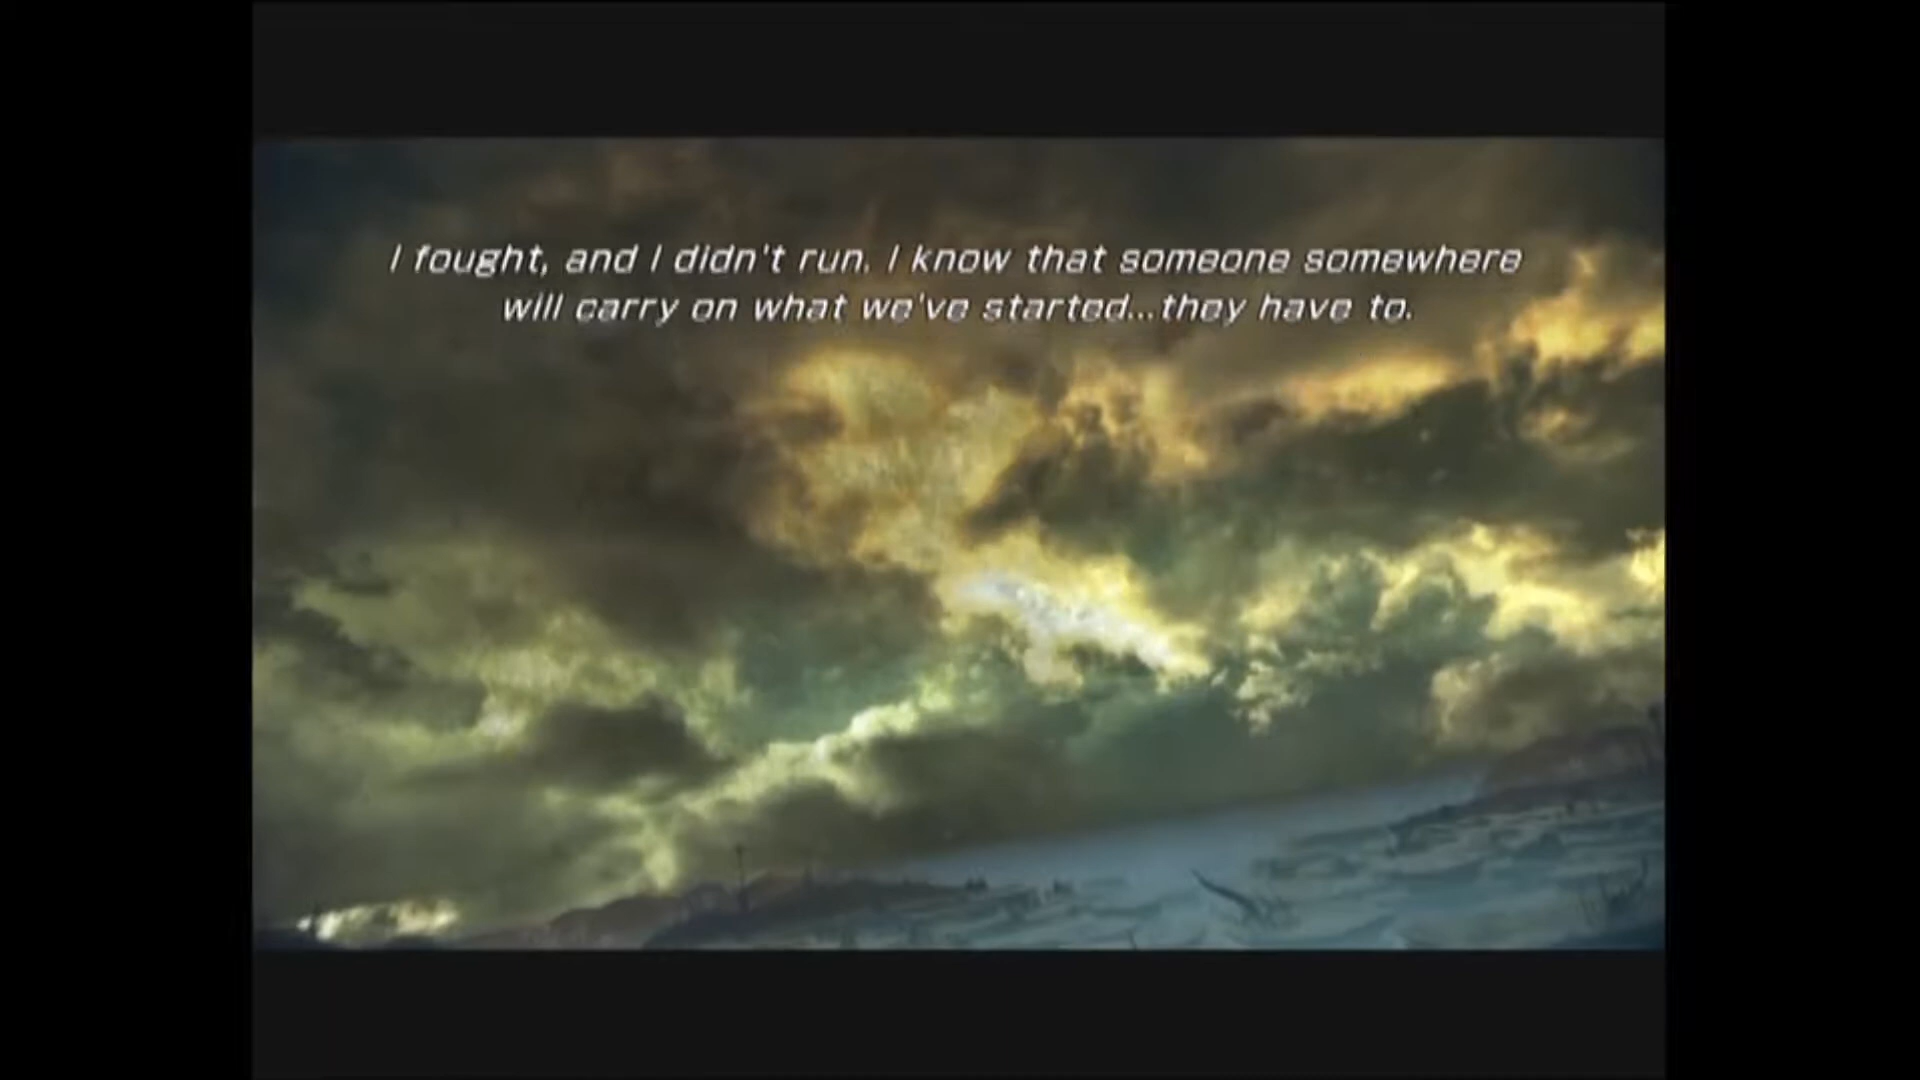 I fought, and I didn't run. I know that someone somewhere
will carry on what we've started...they have to.